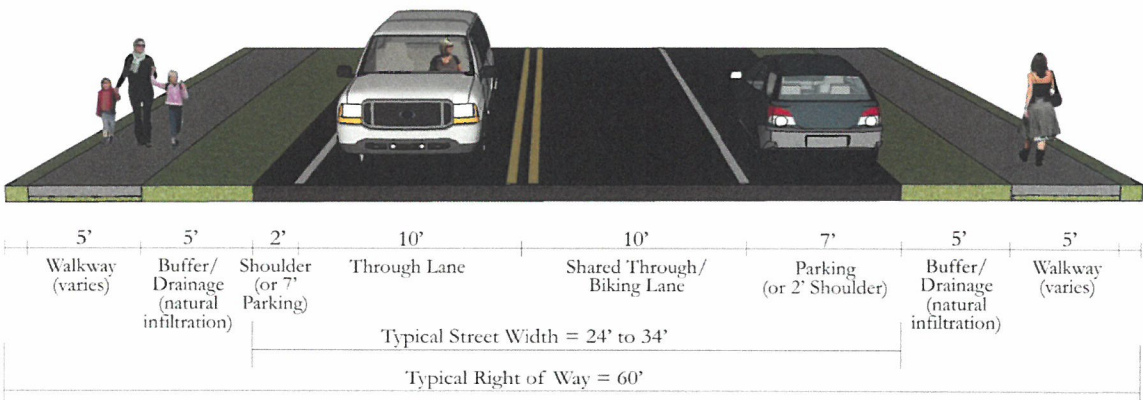 5' 5' 2' 10' 10' 7' 5' 5'
Walkway
(varies)
Buffer/
Drainage
(natural
infiltration)
Shoulder
(or 7'
Parking)
Through Lane
Shared Through/
Biking Lane
Parking
(or 2' Shoulder)
Buffer/
Drainage
(natural
infiltration)
Walkway
(varies)
Typical Street Width = 24' to 34'
Typical Right of Way = 60'